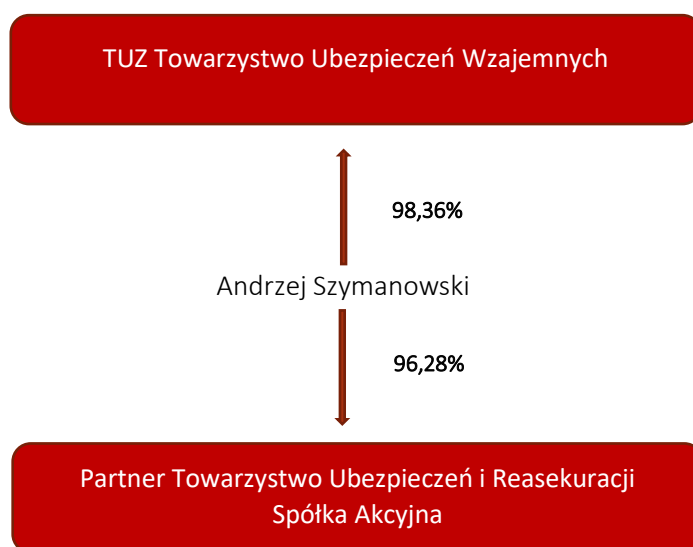 TUZ Towarzystwo Ubezpieczeń Wzajemnych
98,36%
Andrzej Szymanowski
96,28%
Partner Towarzystwo Ubezpieczeń i Reasekuracji
Spółka Akcyjna